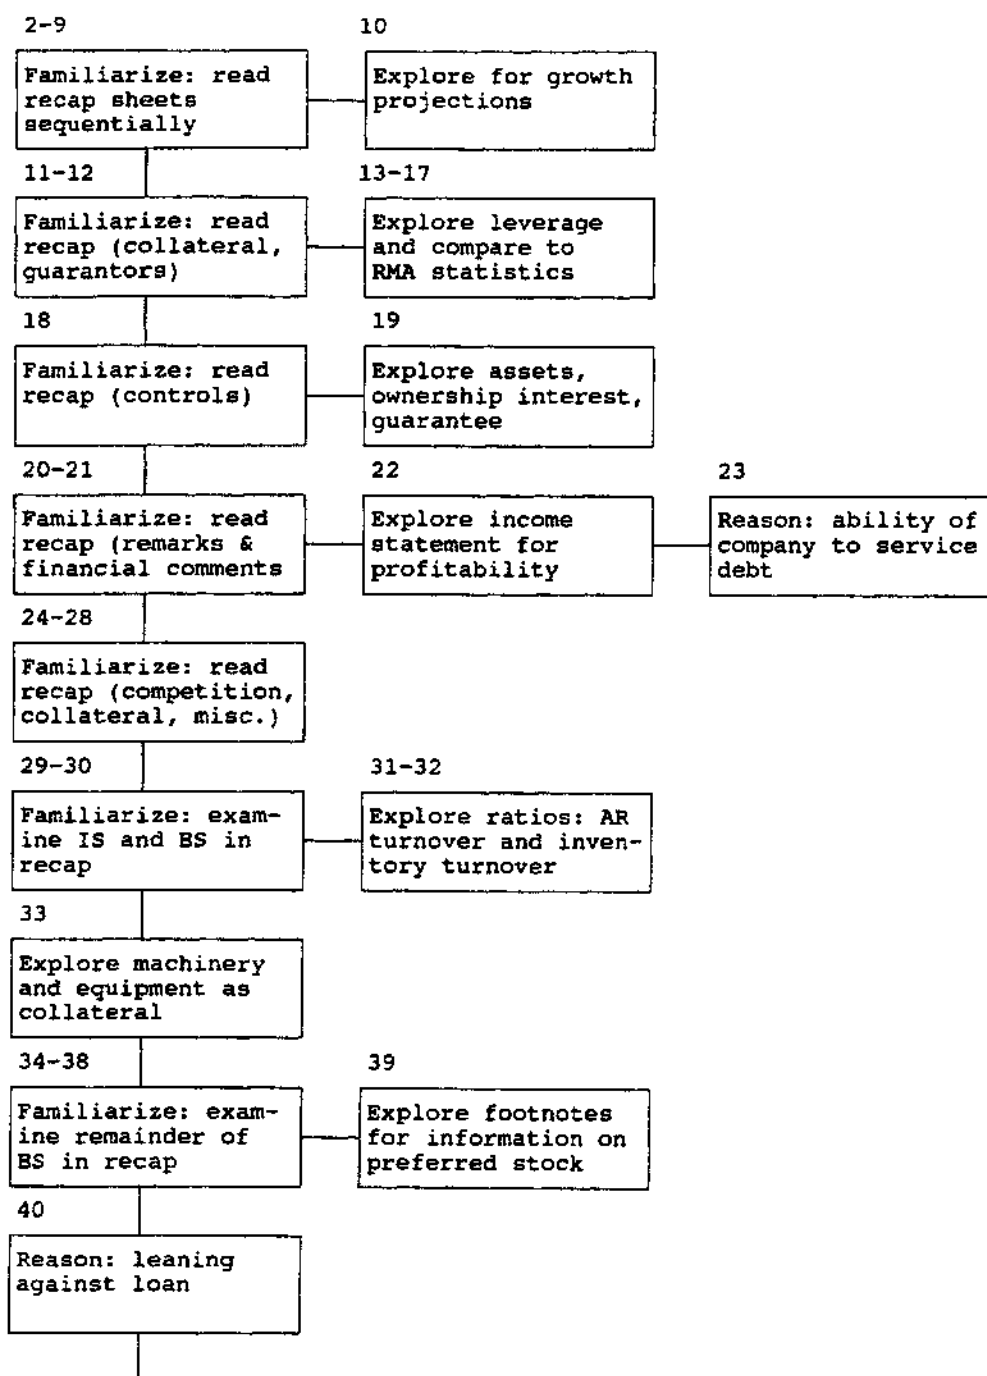 2-9
Familiarize: read
recap sheets
sequentially
10
Explore for growth
projections
11-12
Familiarize: read
recap (collateral,
guarantors)
13-17
Explore leverage
and compare to
RMA statistics
18
Familiarize: read
recap (controls)
19
Explore assets,
ownership interest,
guarantee
20-21
Familiarize: read
recap (remarks &
financial comments
22
Explore income
statement for
profitability
23
Reason: ability of
company to service
debt
24-28
Familiarize: read
recap (competition,
collateral, misc.)
29-30
Familiarize: exam-
ine IS and BS in
recap
31-32
Explore ratios: AR
turnover and inven-
tory turnover
33
Explore machinery
and equipment as
collateral
34-38
Familiarize: exam-
ine remainder of
BS in recap
39
Explore footnotes
for information on
preferred stock
40
Reason: leaning
against loan